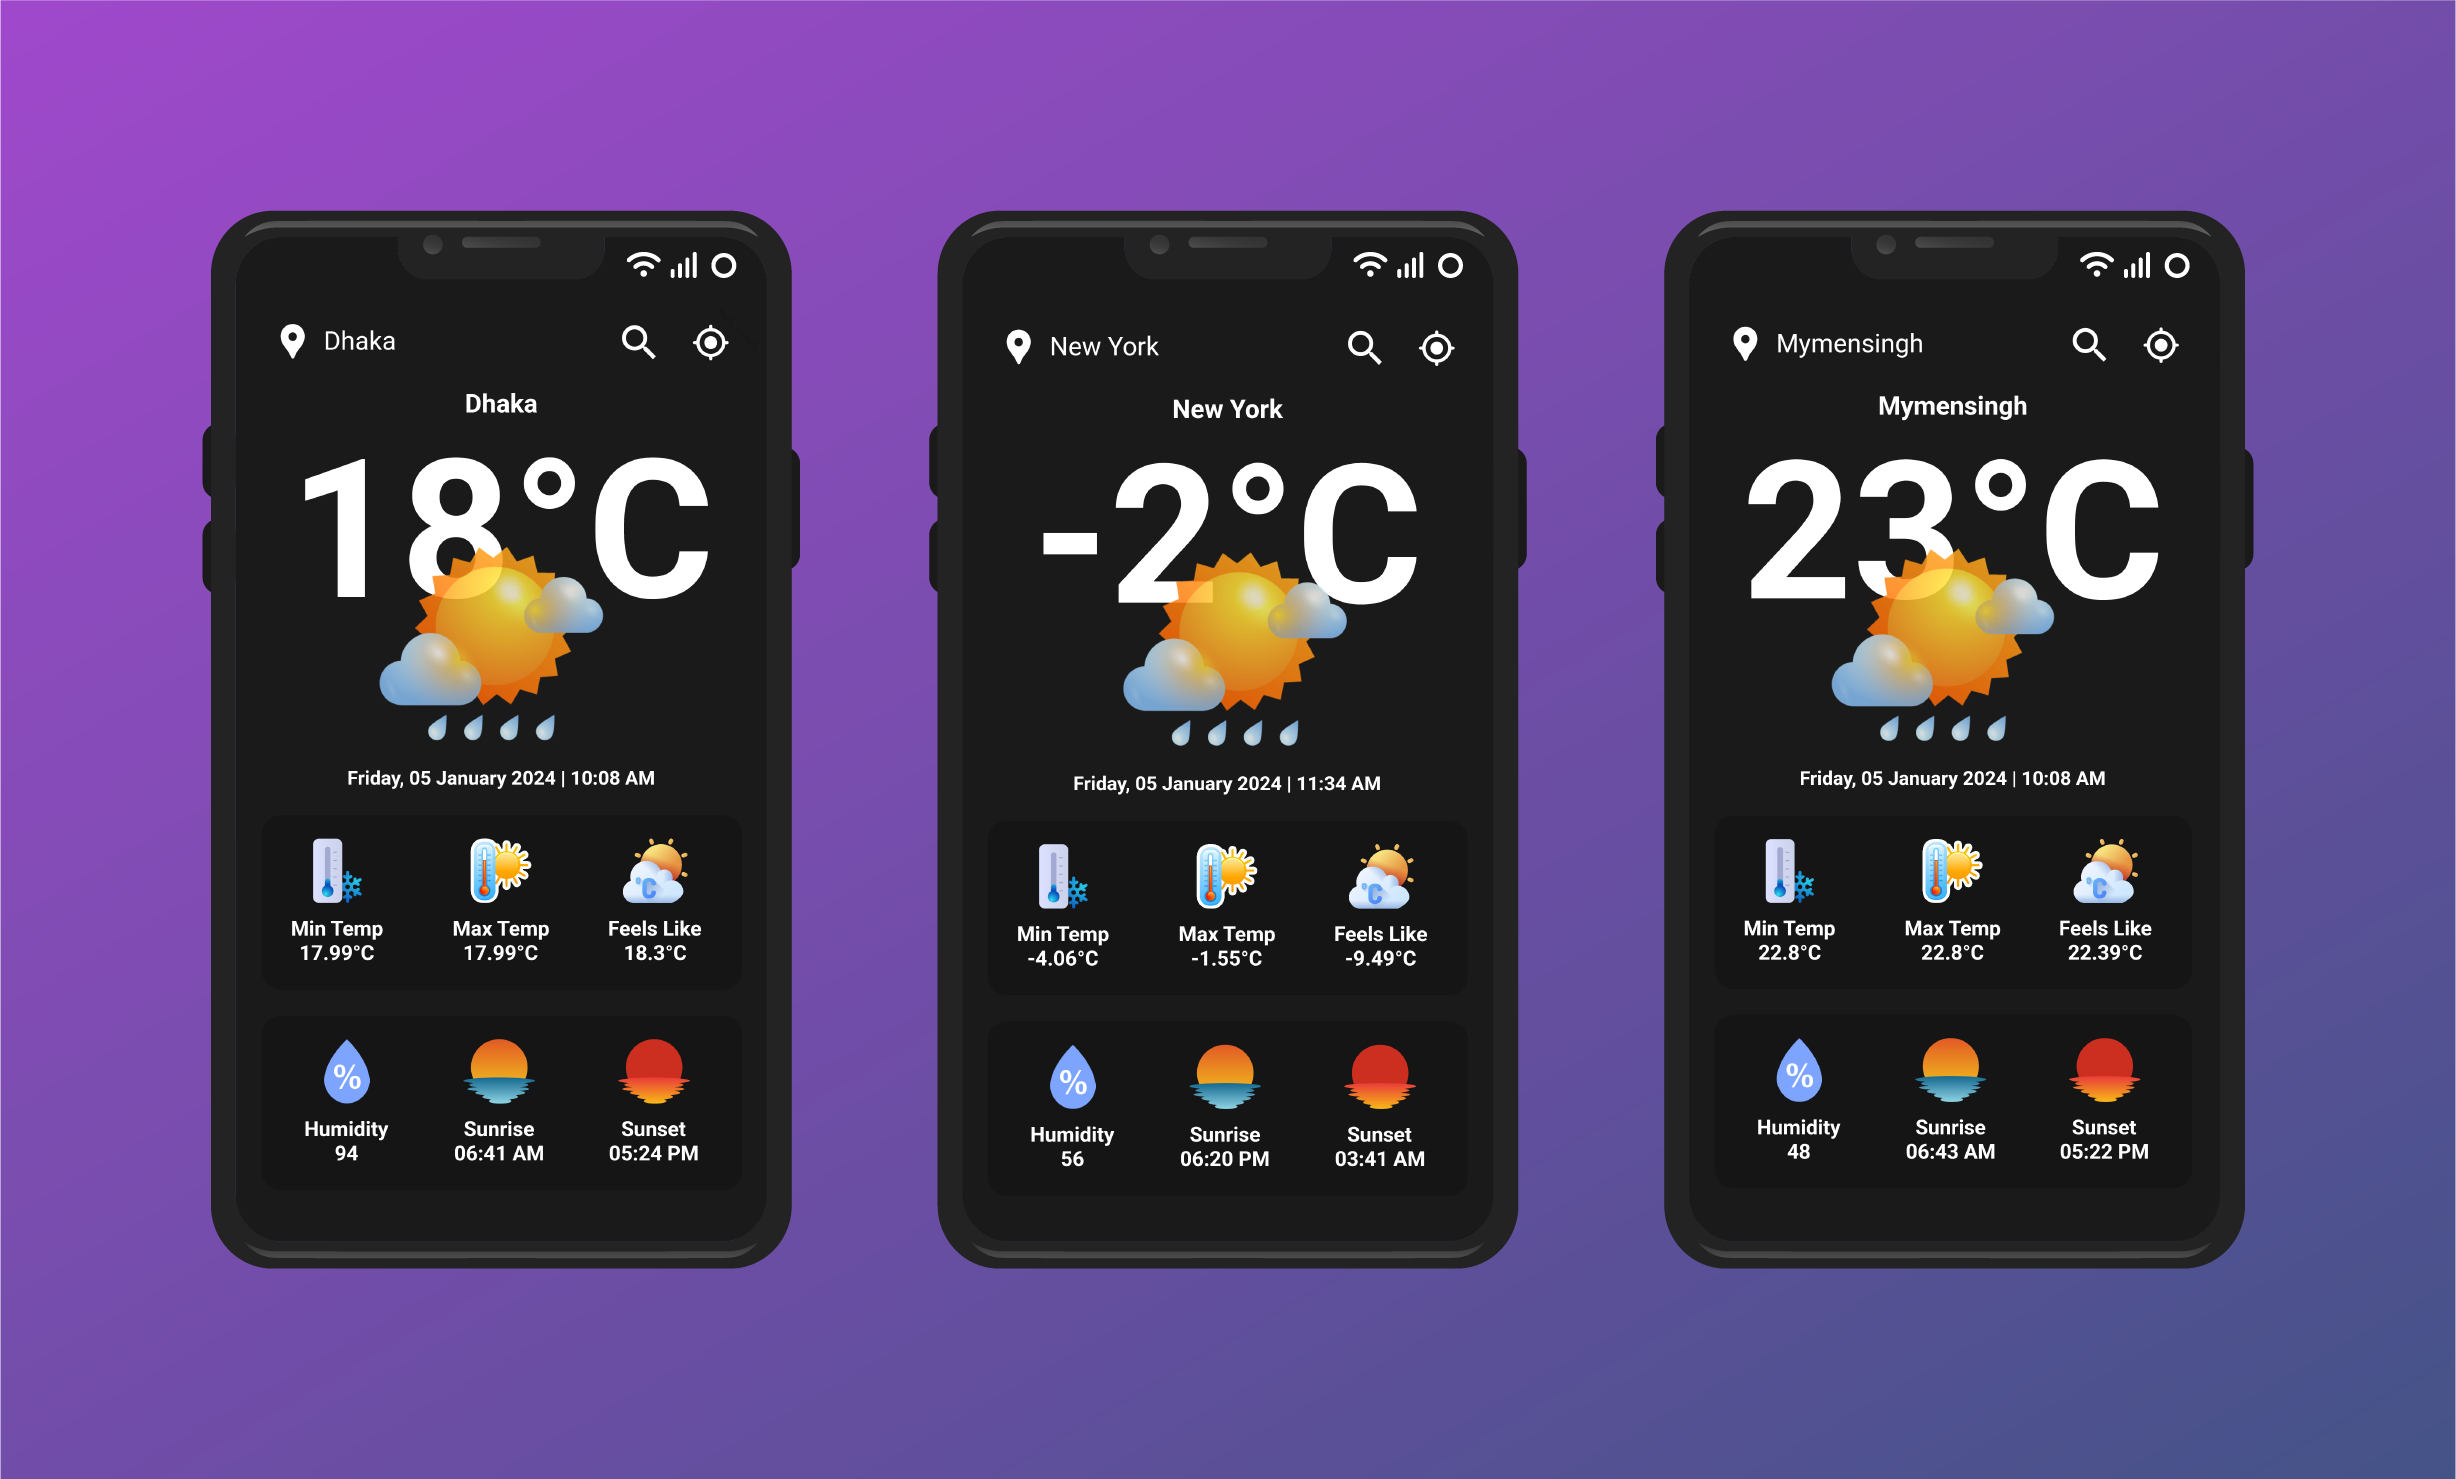 Dhaka
Dhaka
18°C
Friday, 05 January 2024 | 10:08 AM
°C
Min Temp Max Temp Feels Like
17.99°C 17.99°C 18.3°C
%
Humidity Sunrise Sunset
94 06:41 AM 05:24 PM
New York
New York
-2°C
Friday, 05 January 2024 | 11:34 AM
°C
Min Temp Max Temp Feels Like
-4.06°C -1.55°C -9.49°C
%
Humidity Sunrise Sunset
56 06:20 PM 03:41 AM
Mymensingh
Mymensingh
23°C
Friday, 05 January 2024 | 10:08 AM
°C
Min Temp Max Temp Feels Like
22.8°C 22.8°C 22.39°C
%
Humidity Sunrise Sunset
48 06:43 AM 05:22 PM